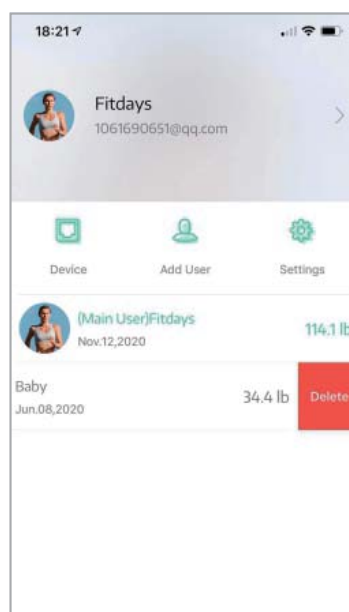 18:21
Fitdays
1061690651@qq.com
Device Add User Settings
(Main User)Fitdays
114.1 lb
Nov.12,2020
Baby
34.4 lb Delete
Jun.08,2020